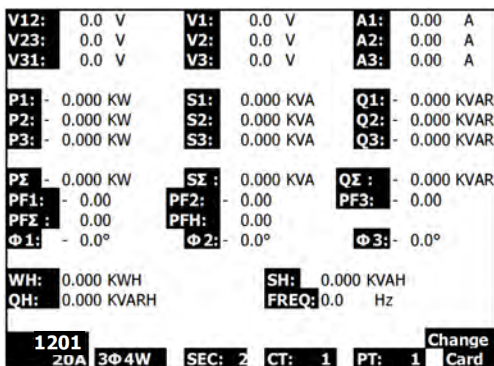 V12: 0.0 V V1: 0.0 V A1: 0.00 A
V23: 0.0 V V2: 0.0 V A2: 0.00 A
V31: 0.0 V V3: 0.0 V A3: 0.00 A
P1: - 0.000 KW S1: 0.000 KVA Q1: - 0.000 KVAR
P2: - 0.000 KW S2: 0.000 KVA Q2: - 0.000 KVAR
P3: - 0.000 KW S3: 0.000 KVA Q3: - 0.000 KVAR
PΣ - 0.000 KW SΣ : 0.000 KVA QΣ : - 0.000 KVAR
PF1: - 0.00 PF2: - 0.00 PF3: - 0.00
PFΣ : 0.00 PFH: 0.00
Φ1: - 0.0° Φ2: - 0.0° Φ3: - 0.0°
WH: 0.000 KWH SH: 0.000 KVAH
QH: 0.000 KVARH FREQ: 0.0 Hz
1201 Change
20A 3Φ4W SEC: 2 CT: 1 PT: 1 Card